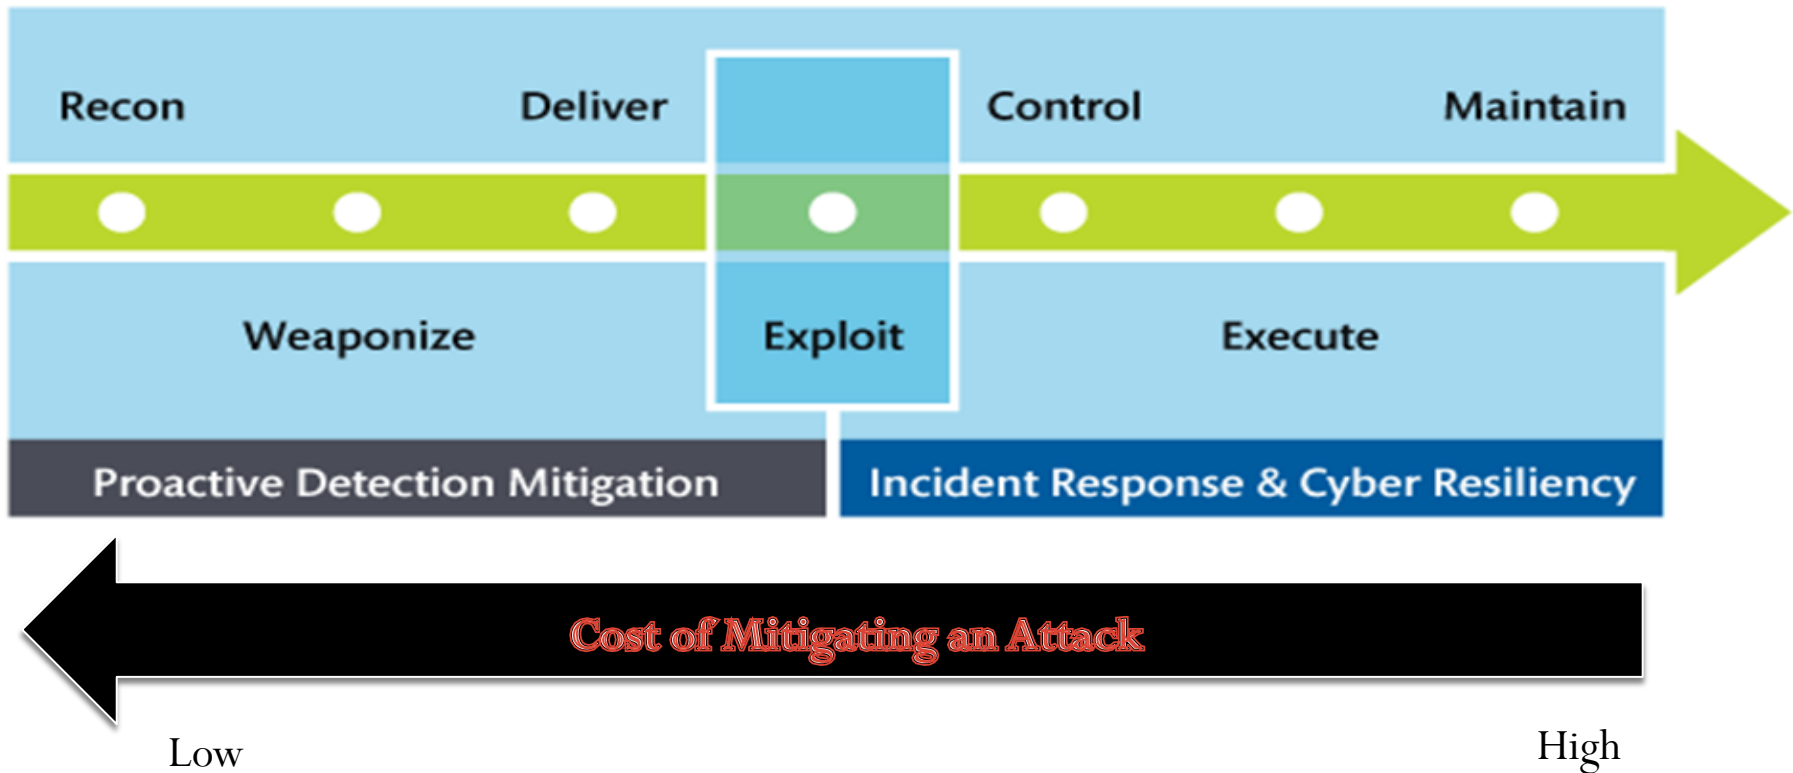 Recon
Deliver
Control
Maintain
Weaponize
Exploit
Execute
Proactive Detection Mitigation
Incident Response & Cyber Resiliency
Cost of Mitigating an Attack
Low
High